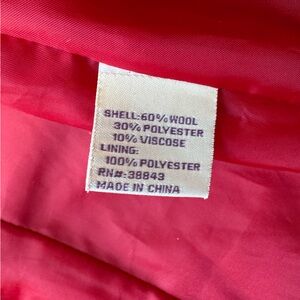 SHELL:60% WOOL
30% POLYESTER
10% VISCOSE
LINING:
100% POLYESTER
RN#:38843
MADE IN CHINA